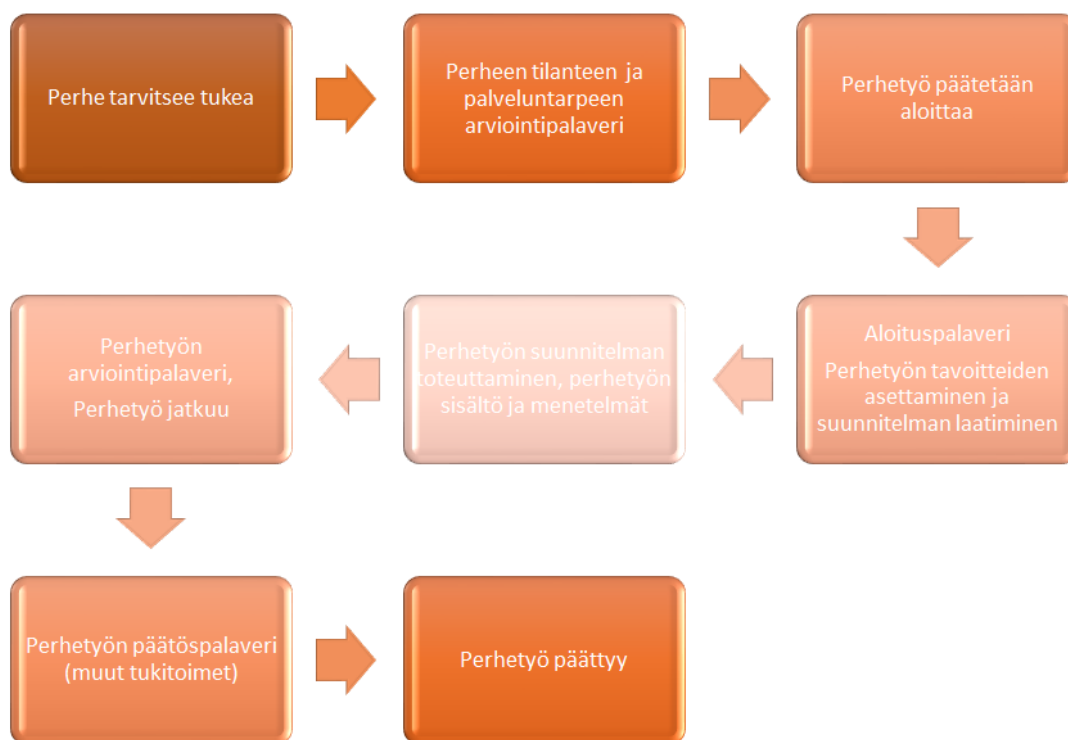 Perhe tarvitsee tukea
Perheen tilanteen ja
palveluntarpeen
arviointipalaveri
Perhetyö päätetään
aloittaa
Aloituspalaveri
Perhetyön tavoitteiden
asettaminen ja
suunnitelman laatiminen
Perhetyön suunnitelman
toteuttaminen, perhetyön
sisältö ja menetelmät
Perhetyön
arviointipalaveri,
Perhetyö jatkuu
Perhetyön päätöspalaveri
(muut tukitoimet)
Perhetyö päättyy